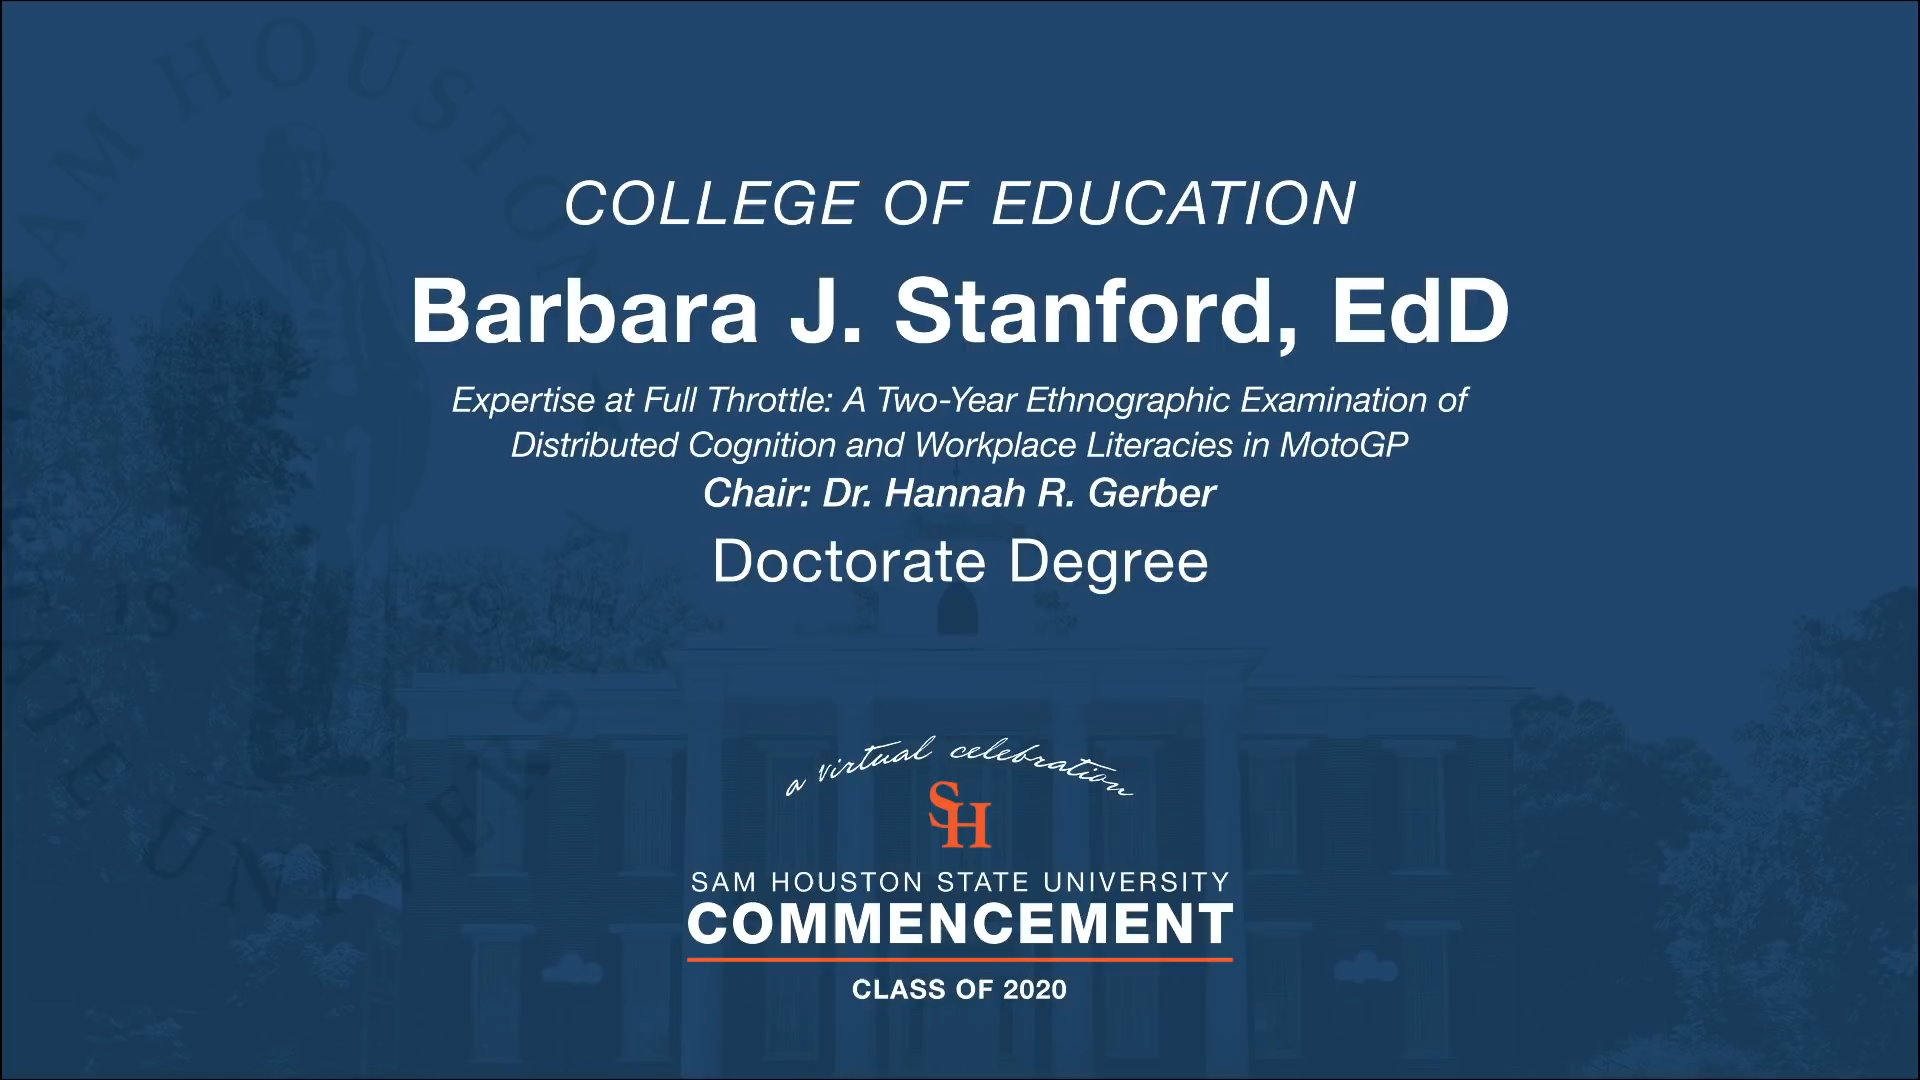 COLLEGE OF EDUCATION
Barbara J. Stanford, EdD
Expertise at Full Throttle: A Two-Year Ethnographic Examination of
Distributed Cognition and Workplace Literacies in MotoGP
Chair: Dr. Hannah R. Gerber
Doctorate Degree
a virtual celebration
SH
SAM HOUSTON STATE UNIVERSITY
COMMENCEMENT
CLASS OF 2020
SAM HOUSTON